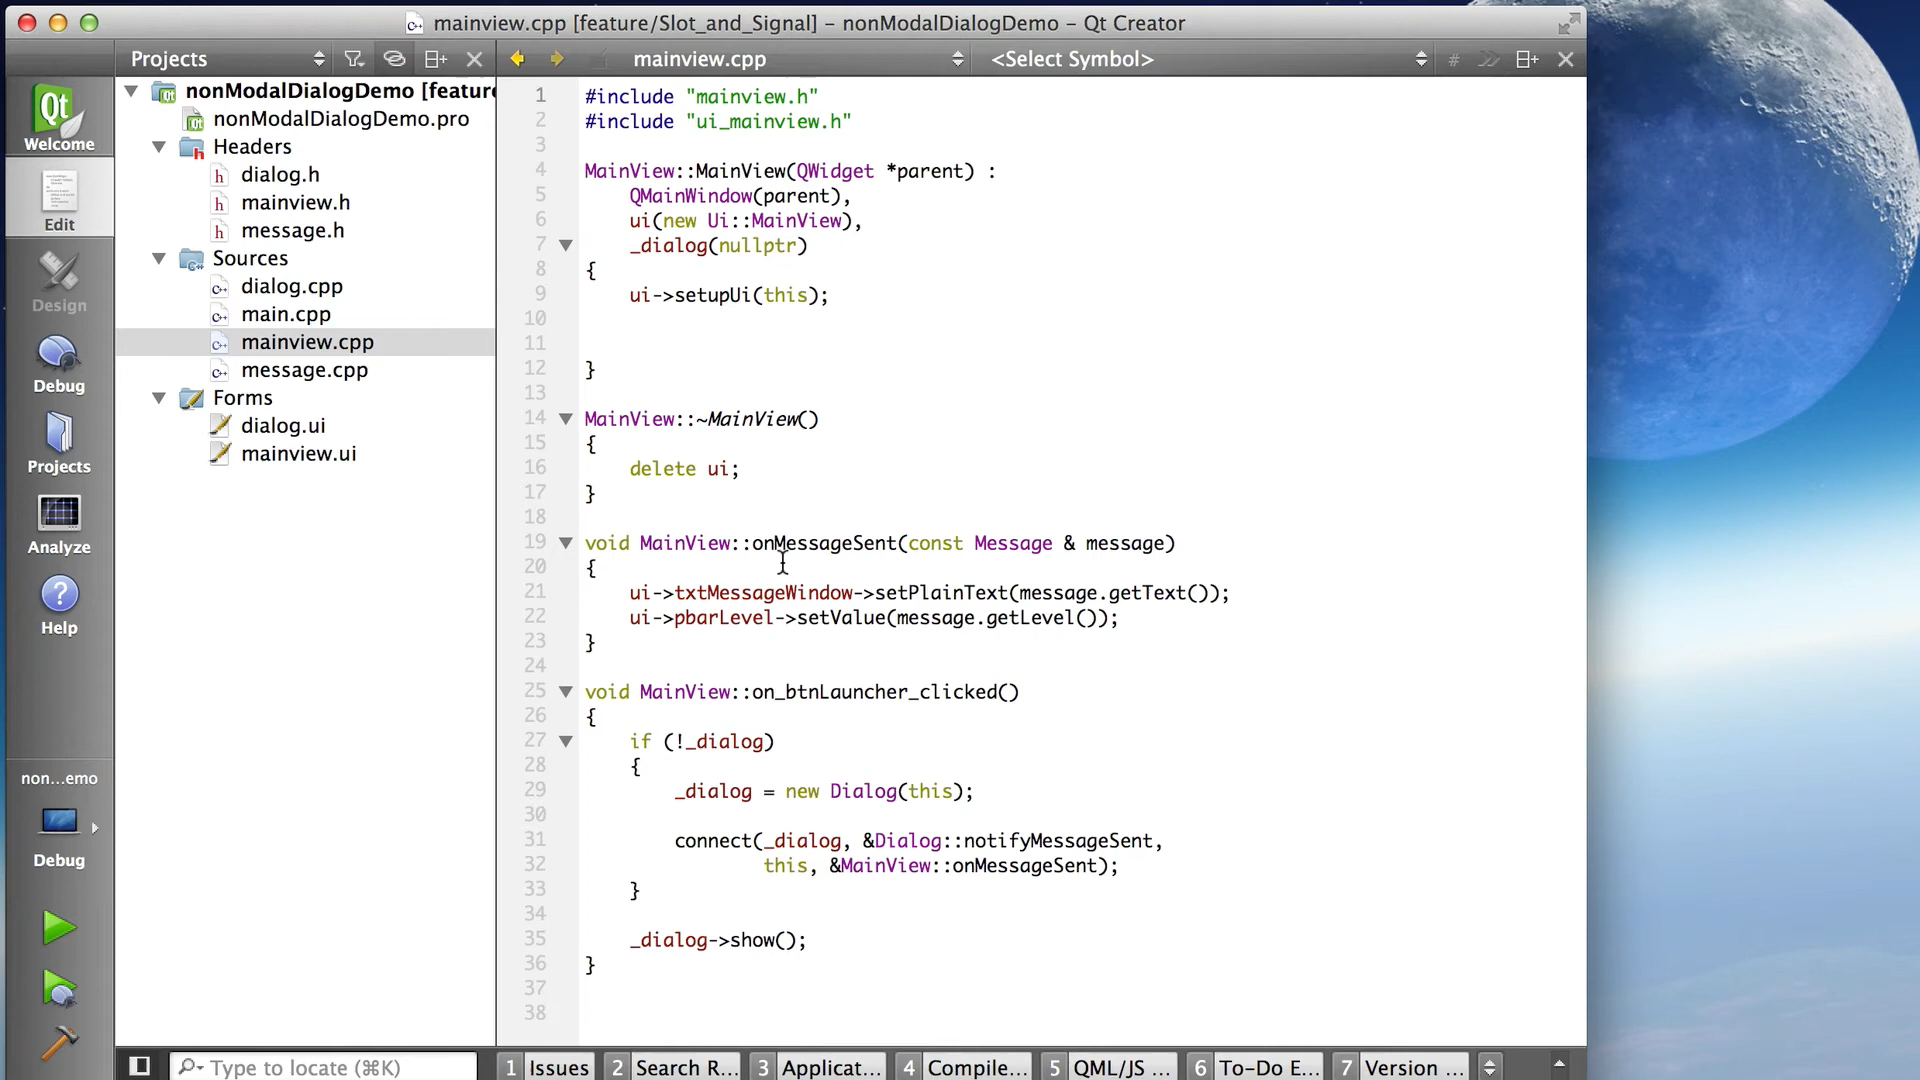 mainview.cpp [feature/Slot_and_Signal] – nonModalDialogDemo – Qt Creator
Projects
mainview.cpp
<Select Symbol>
#
Welcome
Edit
Design
Debug
Projects
Analyze
Help
non...emo
Debug
nonModalDialogDemo [featur
nonModalDialogDemo.pro
Headers
dialog.h
mainview.h
message.h
Sources
dialog.cpp
main.cpp
mainview.cpp
message.cpp
Forms
dialog.ui
mainview.ui
1 #include "mainview.h"
2 #include "ui_mainview.h"
3
4 MainView::MainView(QWidget *parent) :
5 QMainWindow(parent),
6 ui(new Ui::MainView),
7 _dialog(nullptr)
8 {
9 ui->setupUi(this);
10
11
12 }
13
14 MainView::~MainView()
15 {
16 delete ui;
17 }
18
19 void MainView::onMessageSent(const Message & message)
20 {
21 ui->txtMessageWindow->setPlainText(message.getText());
22 ui->pbarLevel->setValue(message.getLevel());
23 }
24
25 void MainView::on_btnLauncher_clicked()
26 {
27 if (!_dialog)
28 {
29 _dialog = new Dialog(this);
30
31 connect(_dialog, &Dialog::notifyMessageSent,
32 this, &MainView::onMessageSent);
33 }
34
35 _dialog->show();
36 }
37
38
Type to locate (⌘K)
1 Issues
2 Search R...
3 Applicat...
4 Compile...
5 QML/JS ...
6 To-Do E...
7 Version ...